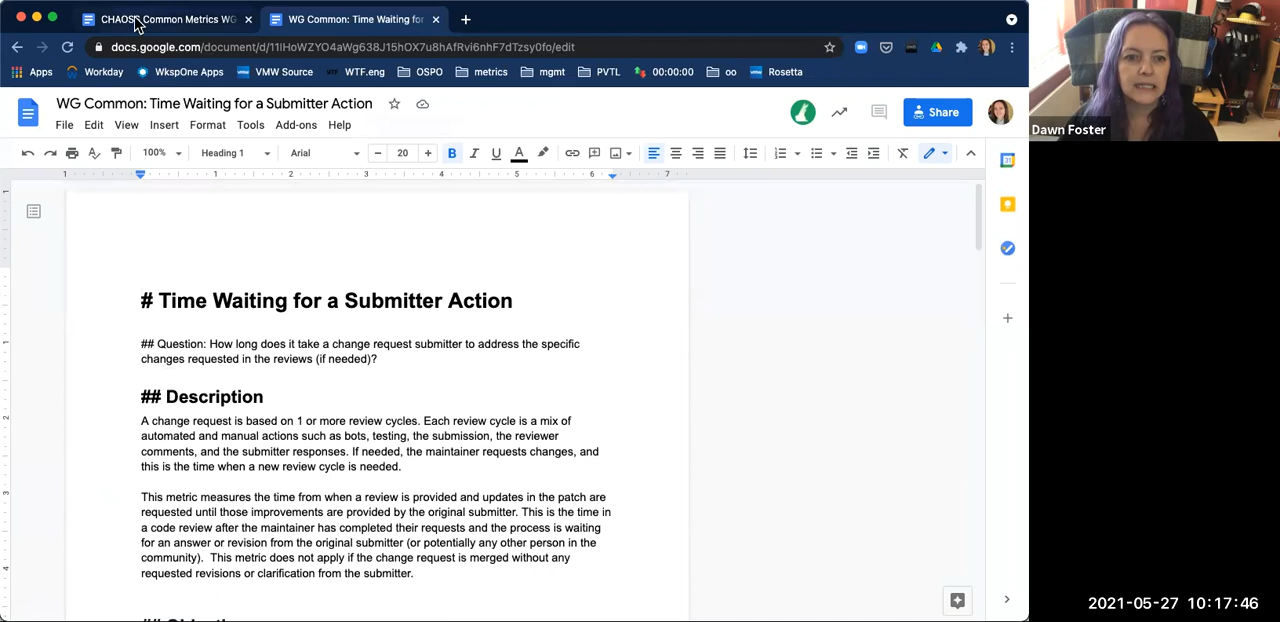 CHAOSS Common Metrics WG
WG Common: Time Waiting for
docs.google.com/document/d/11lHoWZYO4aWg638J15hOX7u8hAfRvi6nhF7dTzsy0fo/edit
Apps Workday WkspOne Apps VMW Source WTF.eng OSPO metrics mgmt PVTL 00:00:00 oo Rosetta
WG Common: Time Waiting for a Submitter Action
Share
File Edit View Insert Format Tools Add-ons Help
100% Heading 1 Arial 20 B I U A
1 1 2 3 4 5 6 7
# Time Waiting for a Submitter Action
## Question: How long does it take a change request submitter to address the specific
changes requested in the reviews (if needed)?
## Description
A change request is based on 1 or more review cycles. Each review cycle is a mix of
automated and manual actions such as bots, testing, the submission, the reviewer
comments, and the submitter responses. If needed, the maintainer requests changes, and
this is the time when a new review cycle is needed.
This metric measures the time from when a review is provided and updates in the patch are
requested until those improvements are provided by the original submitter. This is the time in
a code review after the maintainer has completed their requests and the process is waiting
for an answer or revision from the original submitter (or potentially any other person in the
community).  This metric does not apply if the change request is merged without any
requested revisions or clarification from the submitter.
Dawn Foster
2021-05-27 10:17:46